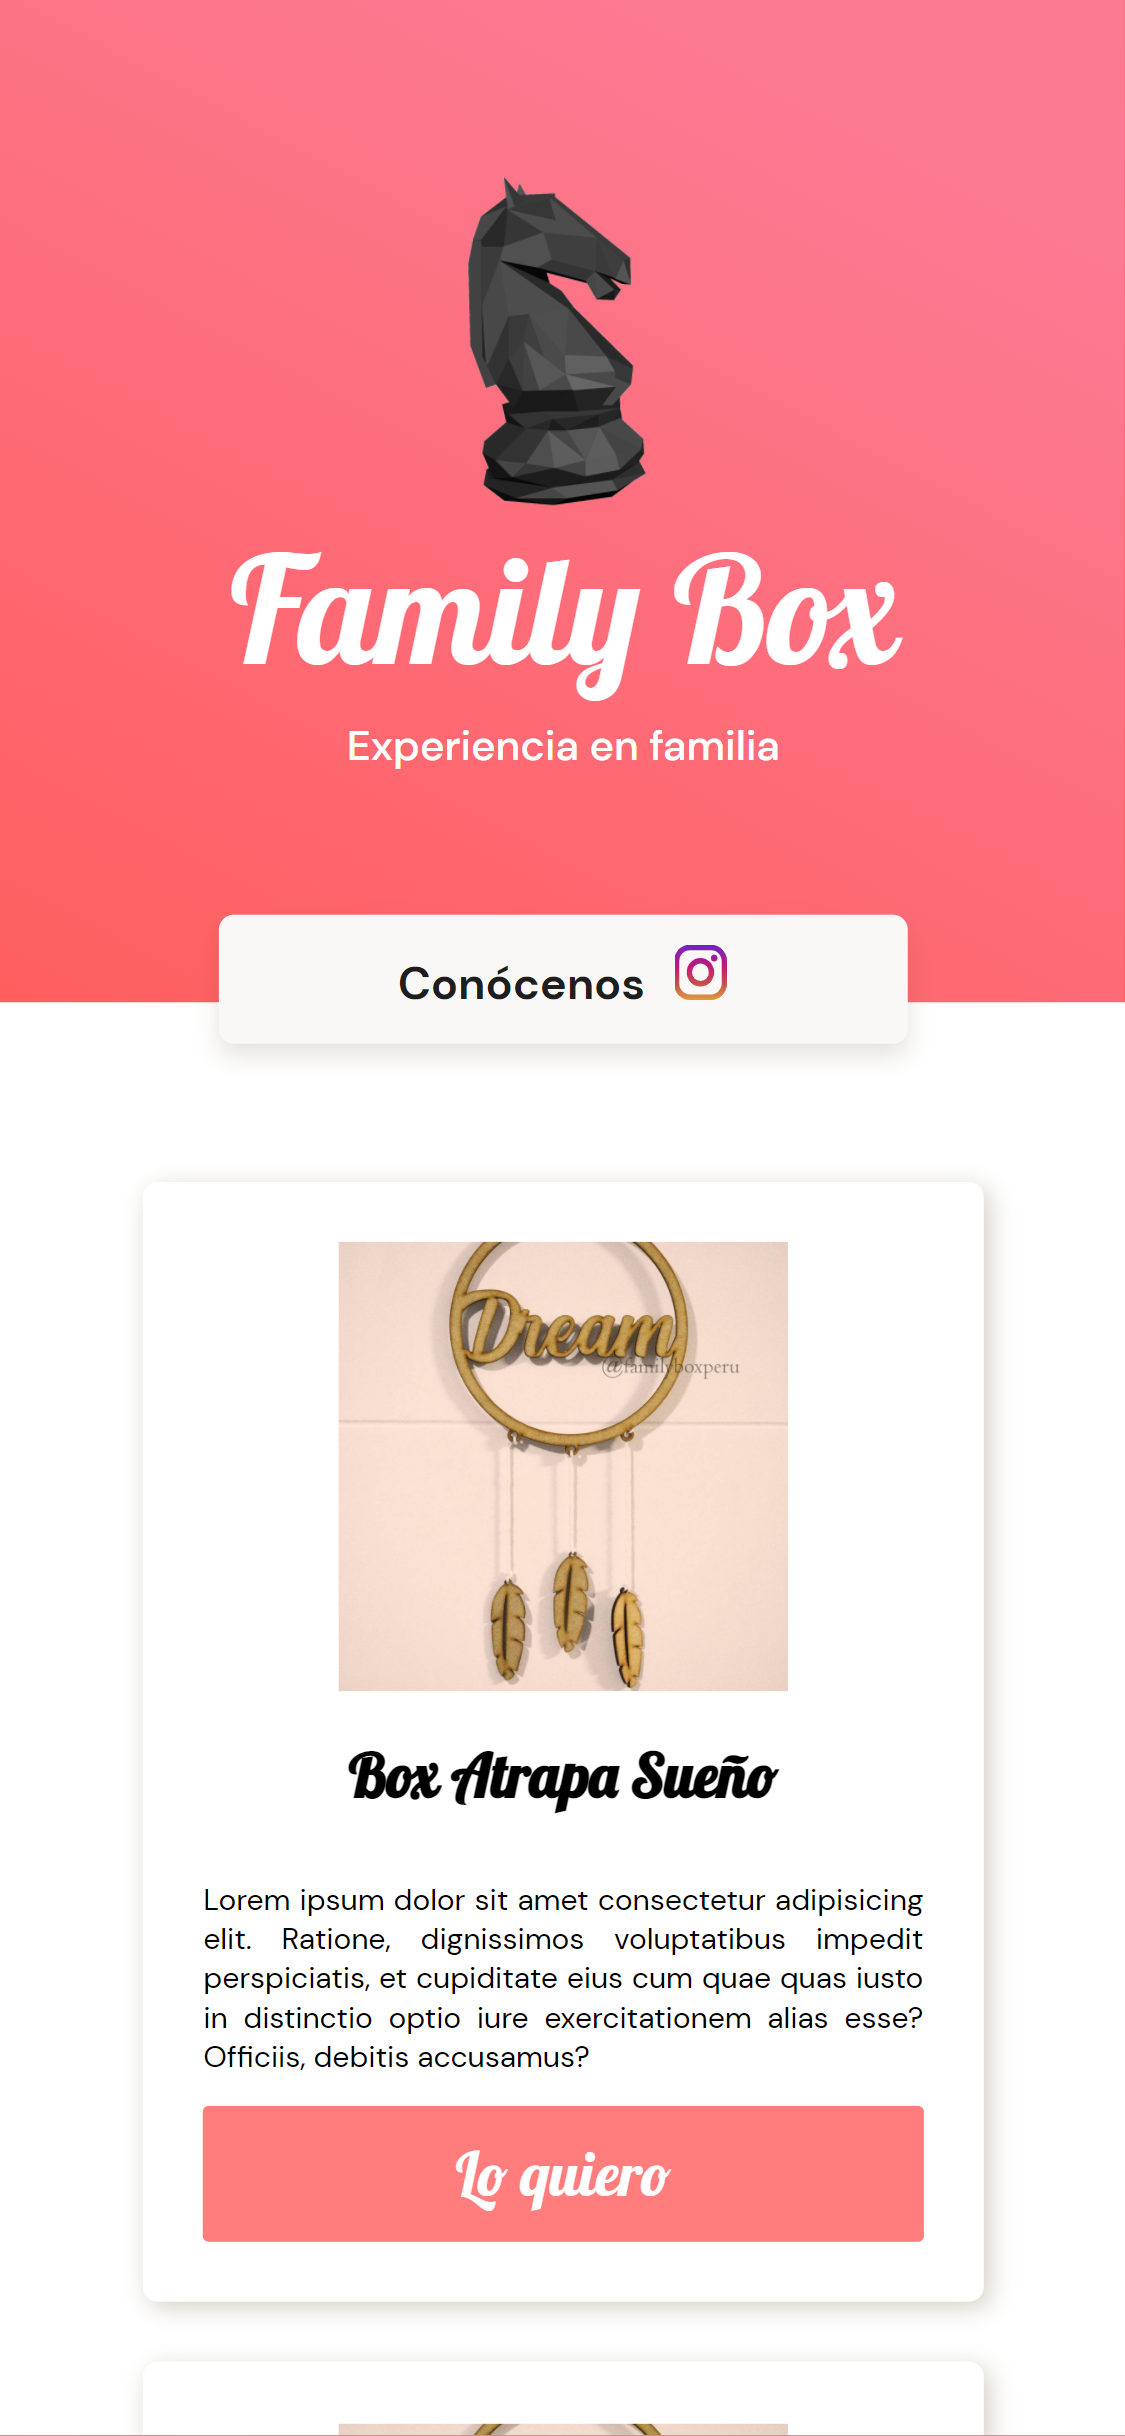 Family Box
Experiencia en familia
Conócenos
Dream
@familyboxperu
Box Atrapa Sueño
Lorem ipsum dolor sit amet consectetur adipisicing
elit. Ratione, dignissimos voluptatibus impedit
perspiciatis, et cupiditate eius cum quae quas iusto
in distinctio optio iure exercitationem alias esse?
Officiis, debitis accusamus?
Lo quiero